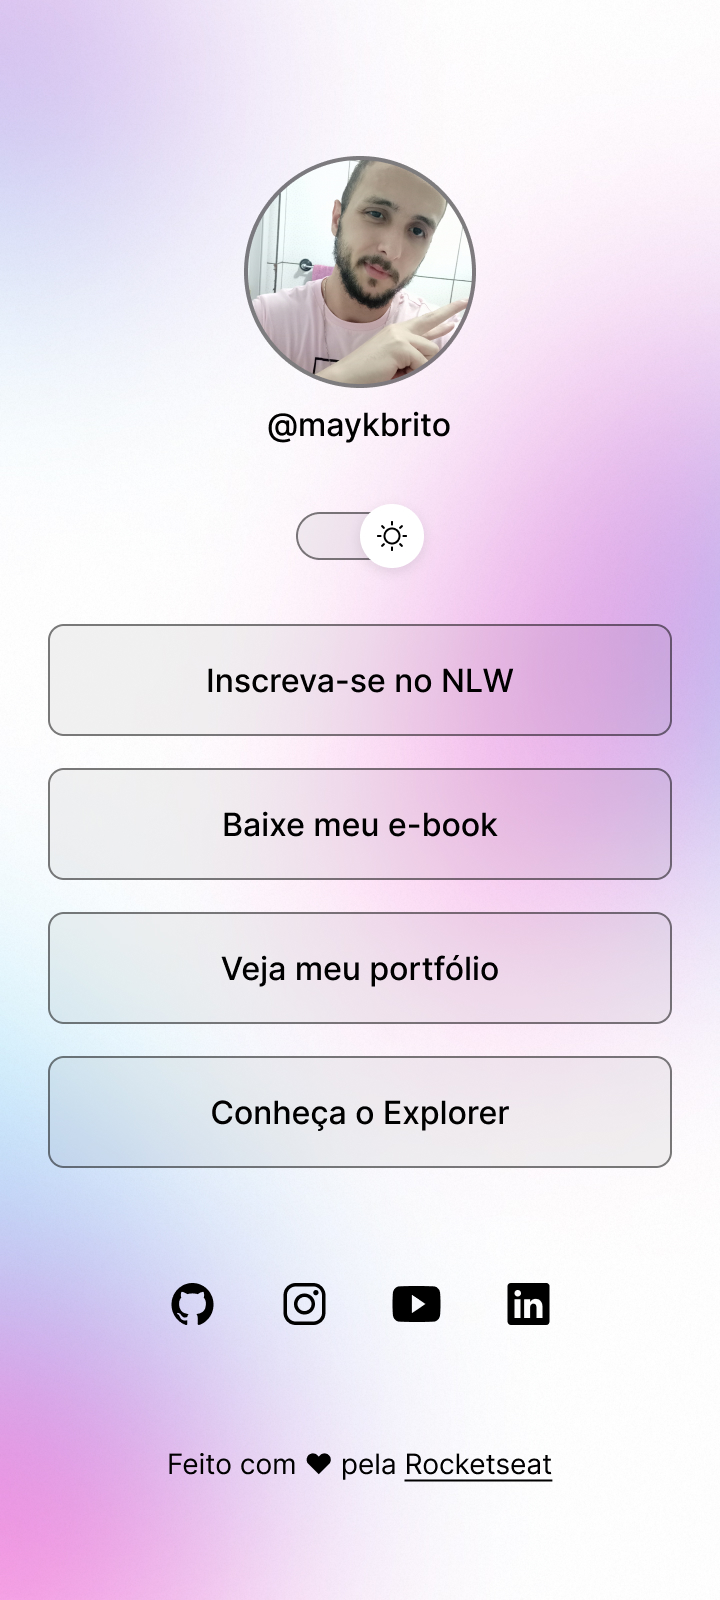 @maykbrito
Inscreva-se no NLW
Baixe meu e-book
Veja meu portfólio
Conheça o Explorer
Feito com ♥ pela Rocketseat